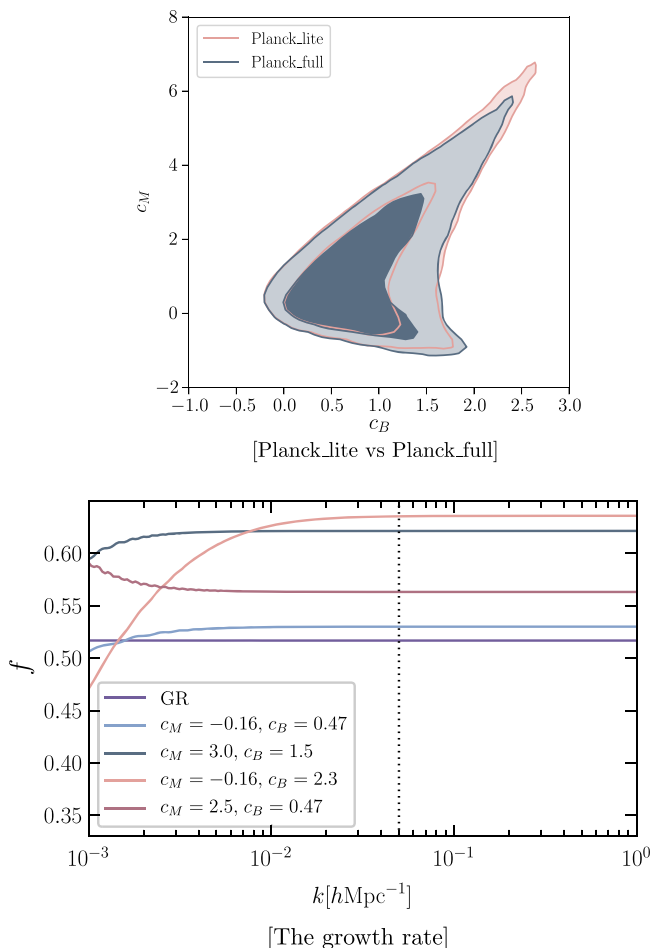 8
6
4
2
0
−2
c_M
Planck_lite
Planck_full
−1.0 −0.5 0.0 0.5 1.0 1.5 2.0 2.5 3.0
c_B
[Planck_lite vs Planck_full]
0.60
0.55
0.50
0.45
0.40
0.35
f
GR
c_M = −0.16, c_B = 0.47
c_M = 3.0, c_B = 1.5
c_M = −0.16, c_B = 2.3
c_M = 2.5, c_B = 0.47
10^{−3} 10^{−2} 10^{−1} 10^{0}
k[hMpc^{−1}]
[The growth rate]